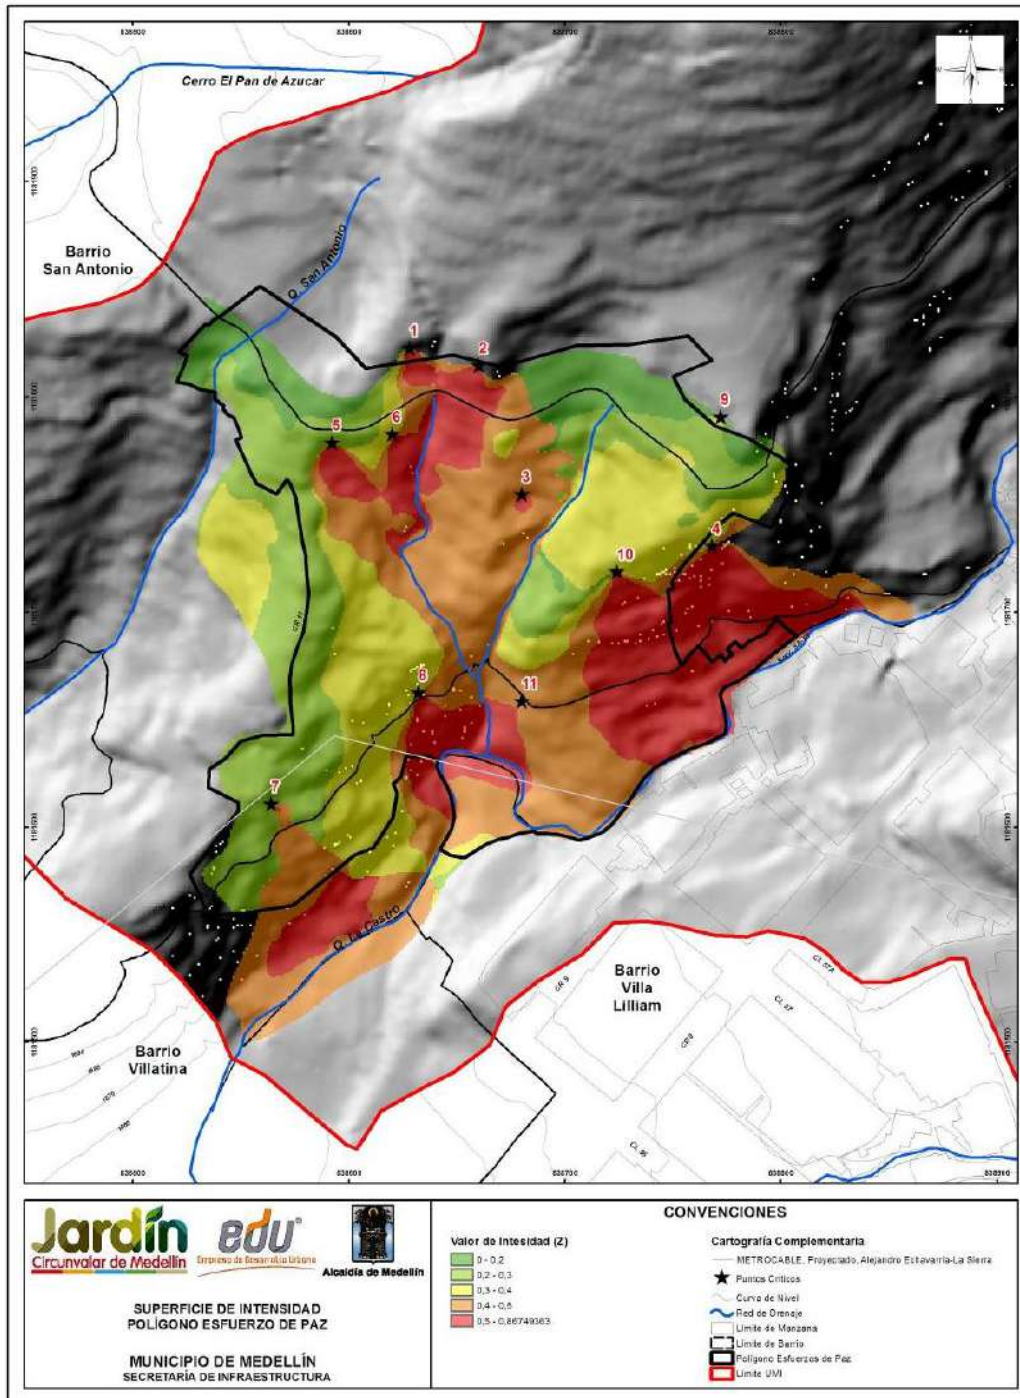 Cerro El Pan de Azucar
Barrio
San Antonio
Q. San Antonio
1
2
9
5
6
3
4
10
8
11
7
Q. La Castro
Barrio
Villa
Lilliam
Barrio
Villatina
CR 9
Jardín
Circunvalar de Medellín
edu
Empresa de Desarrollo Urbano
Alcaldía de Medellín
SUPERFICIE DE INTENSIDAD
POLÍGONO ESFUERZO DE PAZ
MUNICIPIO DE MEDELLÍN
SECRETARÍA DE INFRAESTRUCTURA
CONVENCIONES
Valor de Intesidad (Z)
0 - 0,2
0,2 - 0,3
0,3 - 0,4
0,4 - 0,5
0,5 - 0,86749363
Cartografía Complementaria
METROCABLE, Proyectado, Alejandro Echavarria-La Sierra
Puntos Críticos
Curva de Nivel
Red de Drenaje
Límite de Manzana
Límite de Barrio
Polígono Esfuerzos de Paz
Límite UMI